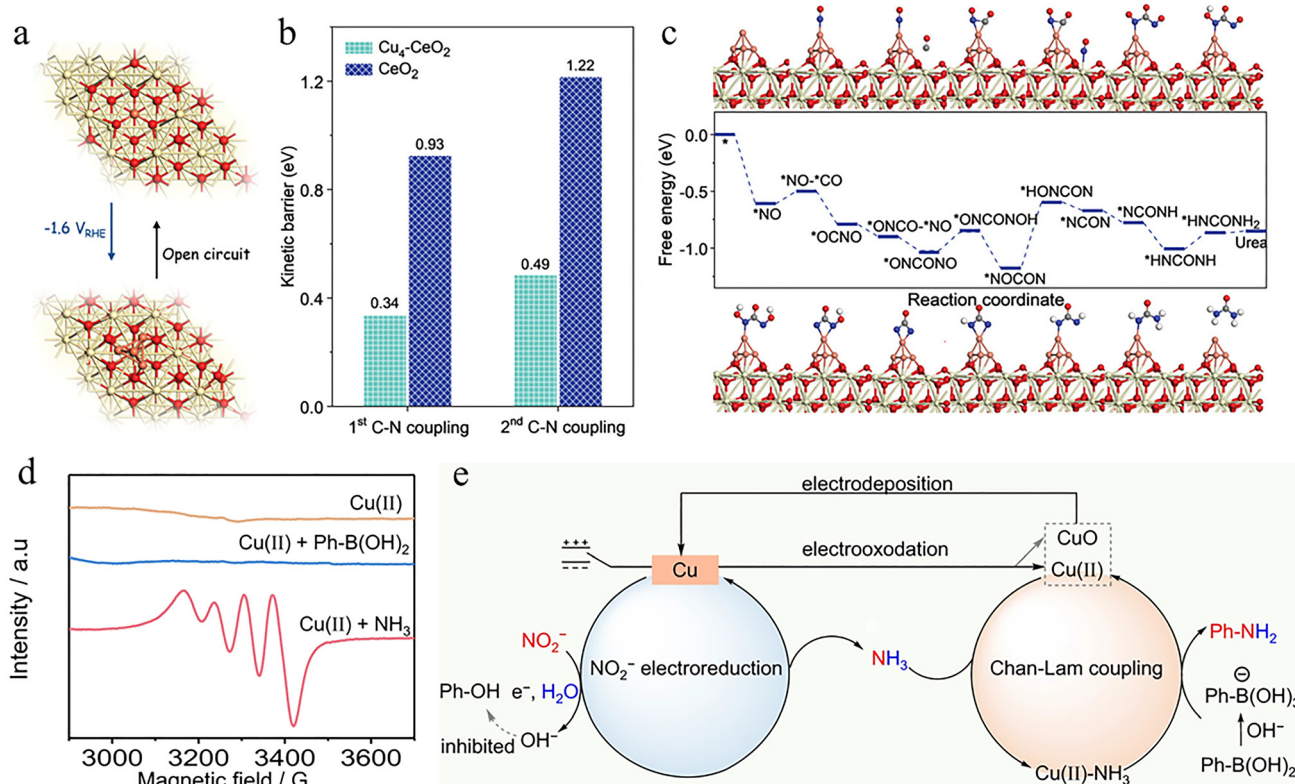 a
-1.6 V_RHE
Open circuit
b
Cu₄-CeO₂
CeO₂
Kinetic barrier (eV)
1.2
0.8
0.4
0.0
0.34
0.93
0.49
1.22
1ˢᵗ C-N coupling
2ⁿᵈ C-N coupling
c
Free energy (eV)
0.0
-0.5
-1.0
*
*NO
*NO-*CO
*OCNO
*ONCO-*NO
*ONCONO
*ONCONOH
*NOCON
*HONCON
*NCON
*NCONH
*HNCONH
*HNCONH₂
Urea
Reaction coordinate
d
Intensity / a.u
Cu(II)
Cu(II) + Ph-B(OH)₂
Cu(II) + NH₃
3000
3200
3400
3600
Magnetic field / G
e
electrodeposition
electrooxodation
+++
Cu
CuO
Cu(II)
NO₂⁻
NO₂⁻ electroreduction
Ph-OH e⁻, H₂O
inhibited
OH⁻
NH₃
Chan-Lam coupling
Ph-NH₂
⊖
Ph-B(OH)₃
OH⁻
Ph-B(OH)₂
Cu(II)-NH₃